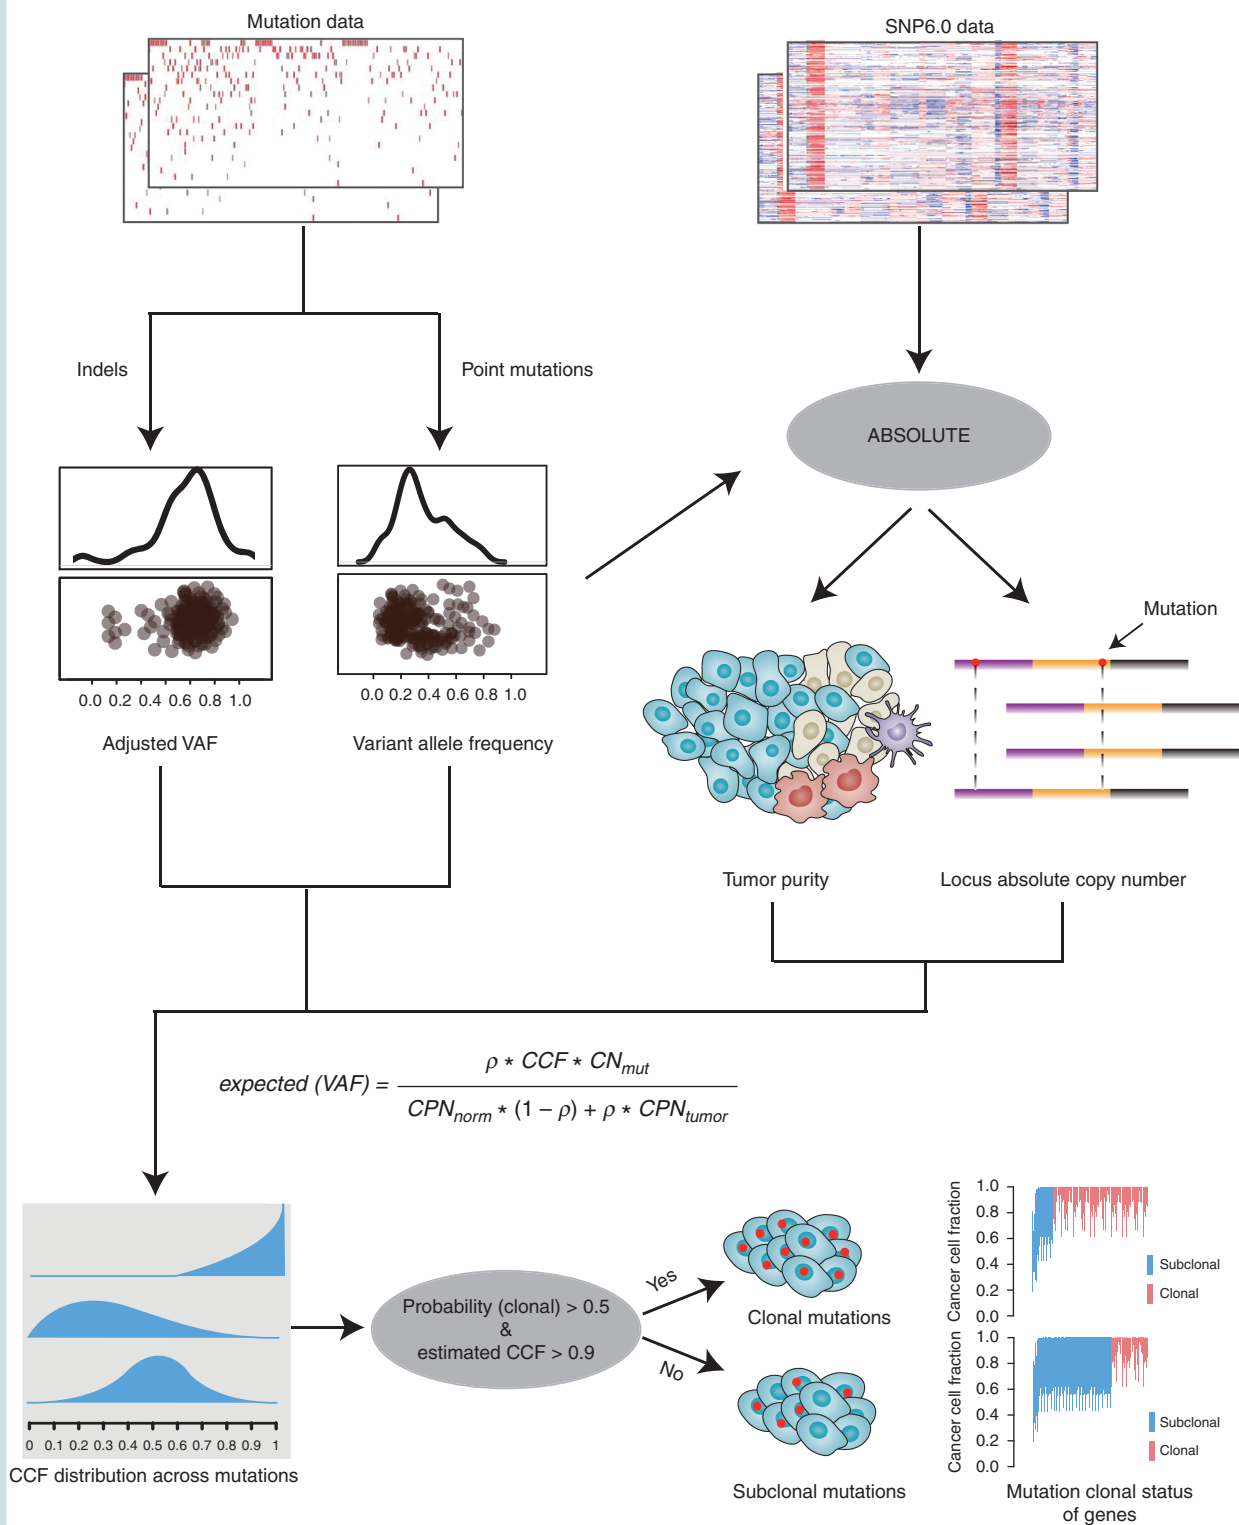 Mutation data
SNP6.0 data
Indels
Point mutations
ABSOLUTE
Mutation
0.0 0.2 0.4 0.6 0.8 1.0
0.0 0.2 0.4 0.6 0.8 1.0
Adjusted VAF
Variant allele frequency
Tumor purity
Locus absolute copy number
expected (VAF) = ρ * CCF * CN_mut / CPN_norm * (1 – ρ) + ρ * CPN_tumor
Probability (clonal) > 0.5
&
estimated CCF > 0.9
Yes
No
Clonal mutations
Subclonal mutations
0 0.1 0.2 0.3 0.4 0.5 0.6 0.7 0.8 0.9 1
CCF distribution across mutations
Cancer cell fraction
1.0
0.8
0.6
0.4
0.2
0.0
Subclonal
Clonal
Cancer cell fraction
1.0
0.8
0.6
0.4
0.2
0.0
Subclonal
Clonal
Mutation clonal status
of genes